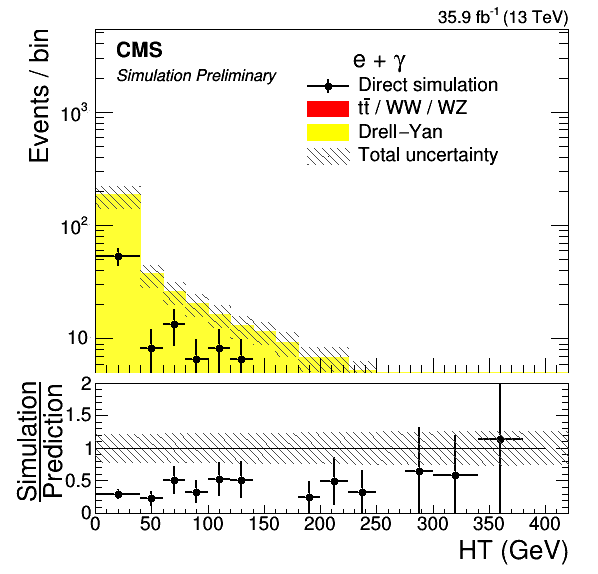 35.9 fb⁻¹ (13 TeV)
CMS
Simulation Preliminary
e + γ
Direct simulation
tt̄ / WW / WZ
Drell−Yan
Total uncertainty
Events / bin
10³
10²
10
Simulation
Prediction
2
1.5
1
0.5
0
0 50 100 150 200 250 300 350 400
HT (GeV)